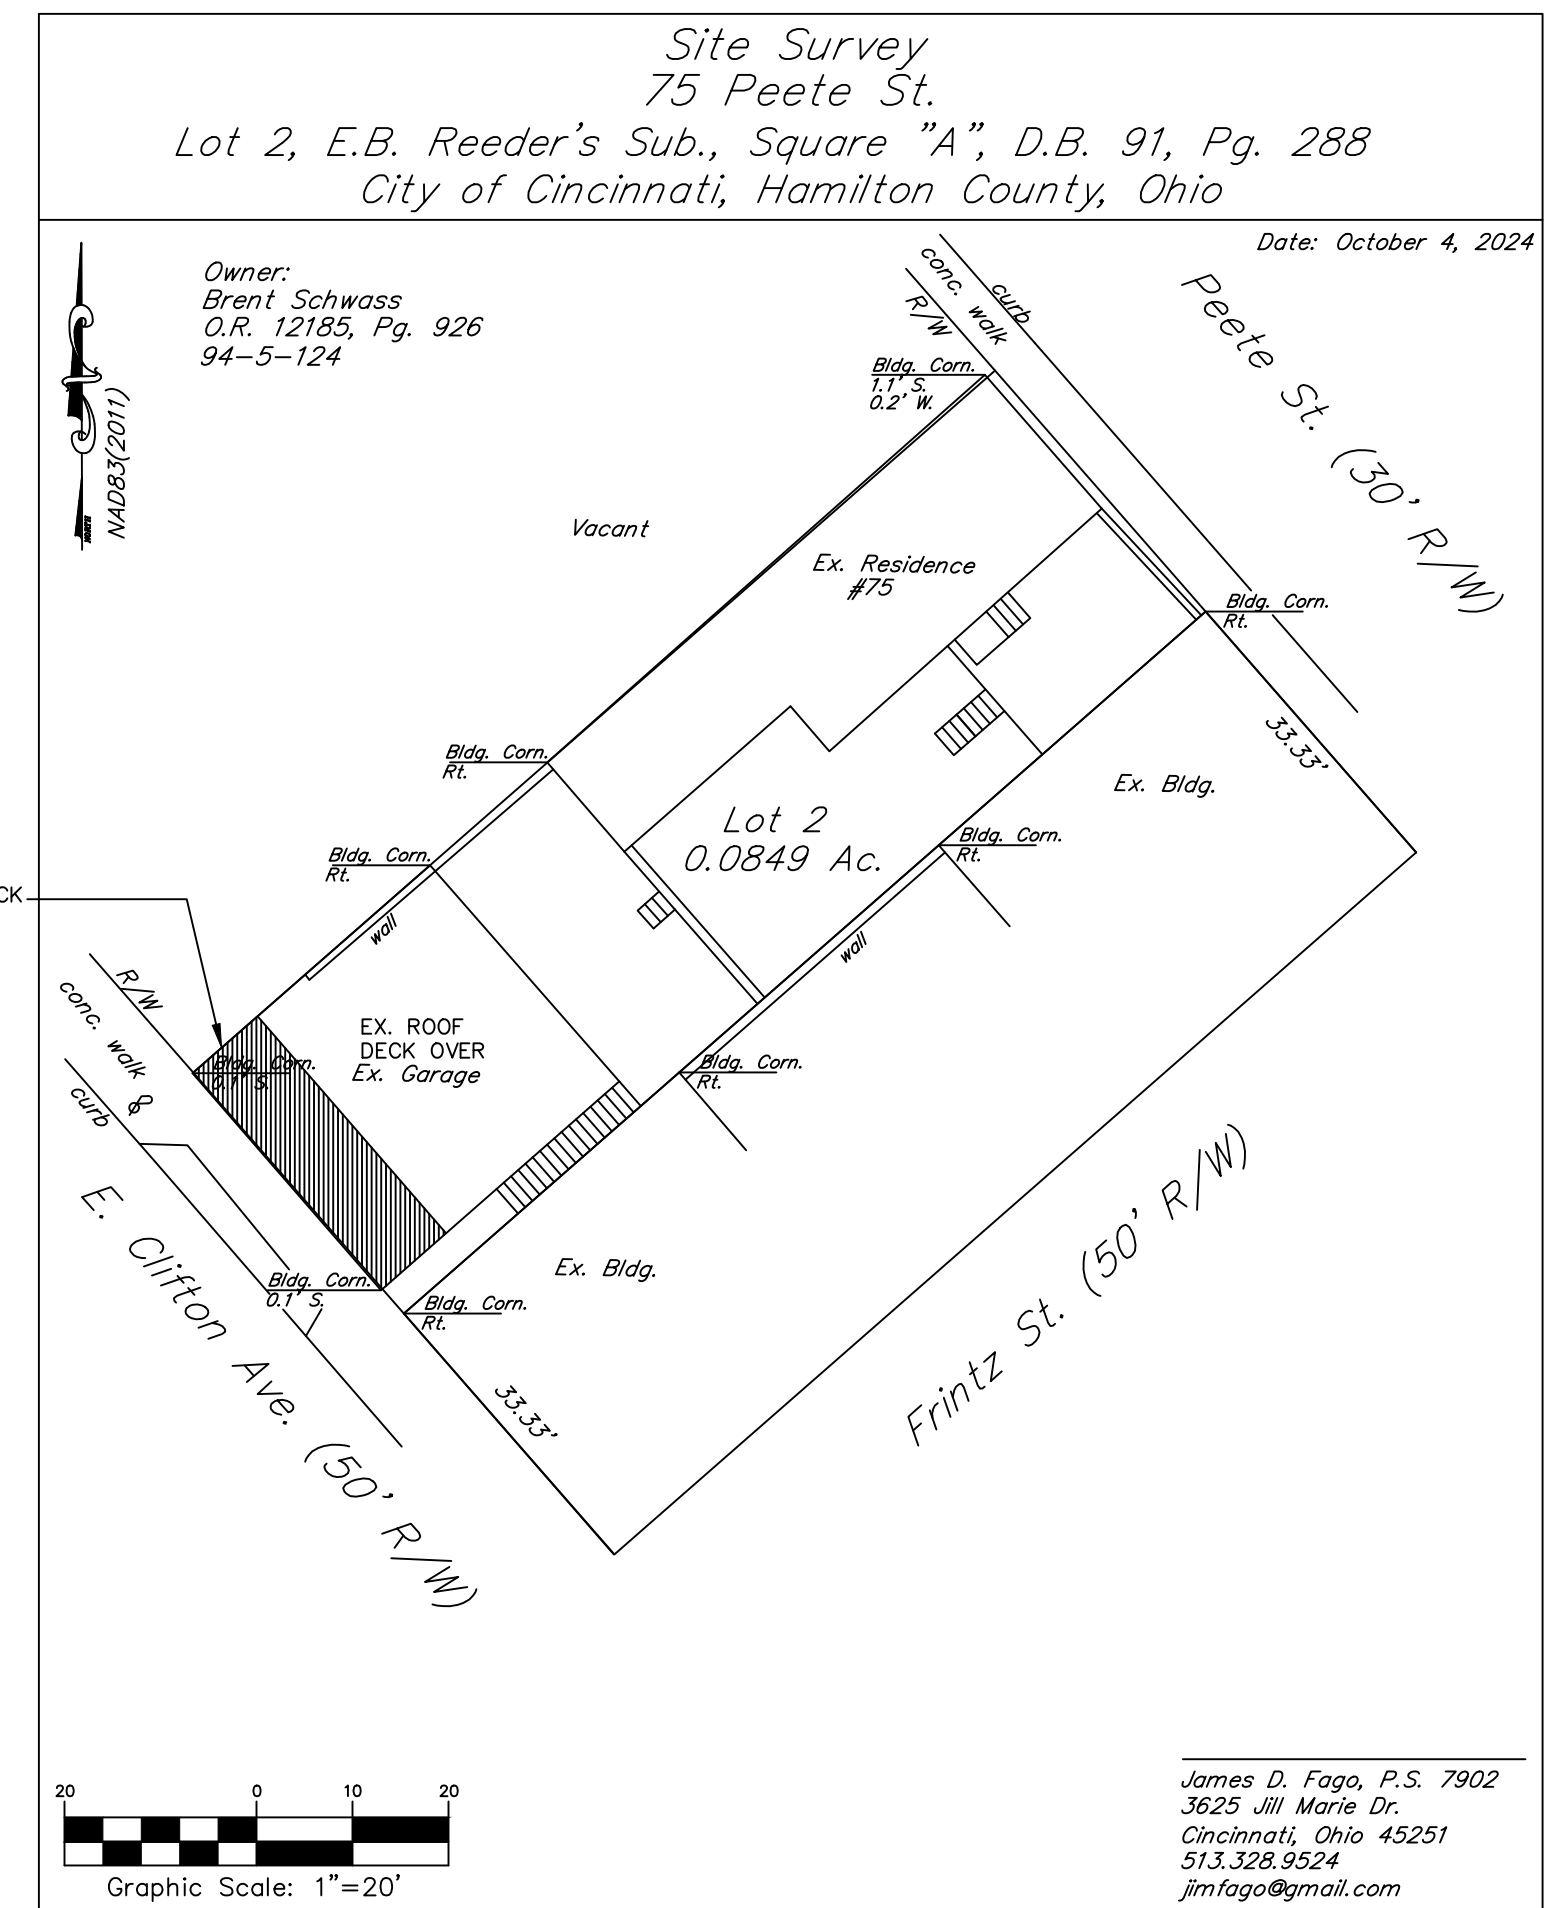 Site Survey
75 Peete St.
Lot 2, E.B. Reeder's Sub., Square "A", D.B. 91, Pg. 288
City of Cincinnati, Hamilton County, Ohio
Date: October 4, 2024
Owner:
Brent Schwass
O.R. 12185, Pg. 926
94-5-124
NORTH
NAD83(2011)
curb
conc. walk
R/W
Peete St. (30' R/W)
Bldg. Corn.
1.1' S.
0.2' W.
Vacant
Ex. Residence
#75
Bldg. Corn.
Rt.
33.33'
Bldg. Corn.
Rt.
Ex. Bldg.
Lot 2
0.0849 Ac.
Bldg. Corn.
Rt.
Bldg. Corn.
Rt.
wall
wall
CK
R/W
conc. walk
curb
EX. ROOF
DECK OVER
Ex. Garage
Bldg. Corn.
0.1' S.
Bldg. Corn.
Rt.
E. Clifton Ave. (50' R/W)
Bldg. Corn.
0.1' S.
Ex. Bldg.
Bldg. Corn.
Rt.
33.33'
Frintz St. (50' R/W)
20 0 10 20
Graphic Scale: 1"=20'
James D. Fago, P.S. 7902
3625 Jill Marie Dr.
Cincinnati, Ohio 45251
513.328.9524
jimfago@gmail.com